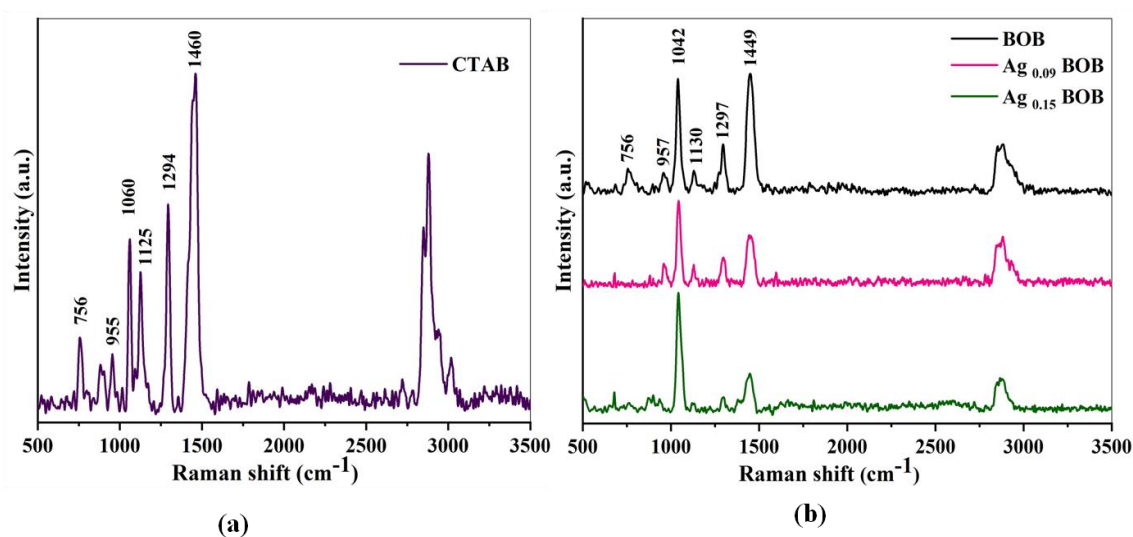 1460
CTAB
1294
1060
1125
756
955
Intensity (a.u.)
500 1000 1500 2000 2500 3000 3500
Raman shift (cm-1)
(a)
1042
1449
BOB
Ag 0.09 BOB
Ag 0.15 BOB
1297
1130
957
756
Intensity (a.u.)
500 1000 1500 2000 2500 3000 3500
Raman shift (cm-1)
(b)